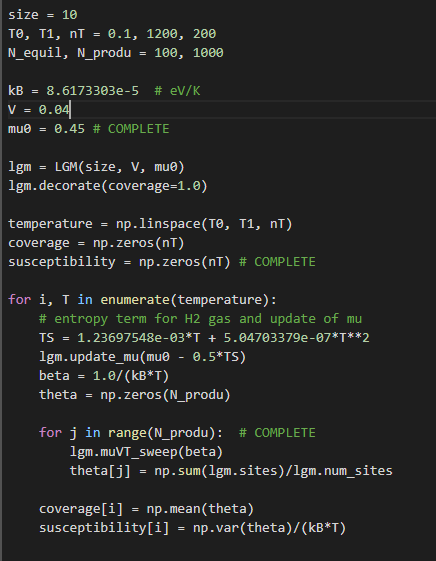 size = 10
T0, T1, nT = 0.1, 1200, 200
N_equil, N_produ = 100, 1000
kB = 8.6173303e-5  # eV/K
V = 0.04
mu0 = 0.45 # COMPLETE
lgm = LGM(size, V, mu0)
lgm.decorate(coverage=1.0)
temperature = np.linspace(T0, T1, nT)
coverage = np.zeros(nT)
susceptibility = np.zeros(nT) # COMPLETE
for i, T in enumerate(temperature):
    # entropy term for H2 gas and update of mu
    TS = 1.23697548e-03*T + 5.04703379e-07*T**2
    lgm.update_mu(mu0 - 0.5*TS)
    beta = 1.0/(kB*T)
    theta = np.zeros(N_produ)
    for j in range(N_produ):  # COMPLETE
        lgm.muVT_sweep(beta)
        theta[j] = np.sum(lgm.sites)/lgm.num_sites
    coverage[i] = np.mean(theta)
    susceptibility[i] = np.var(theta)/(kB*T)